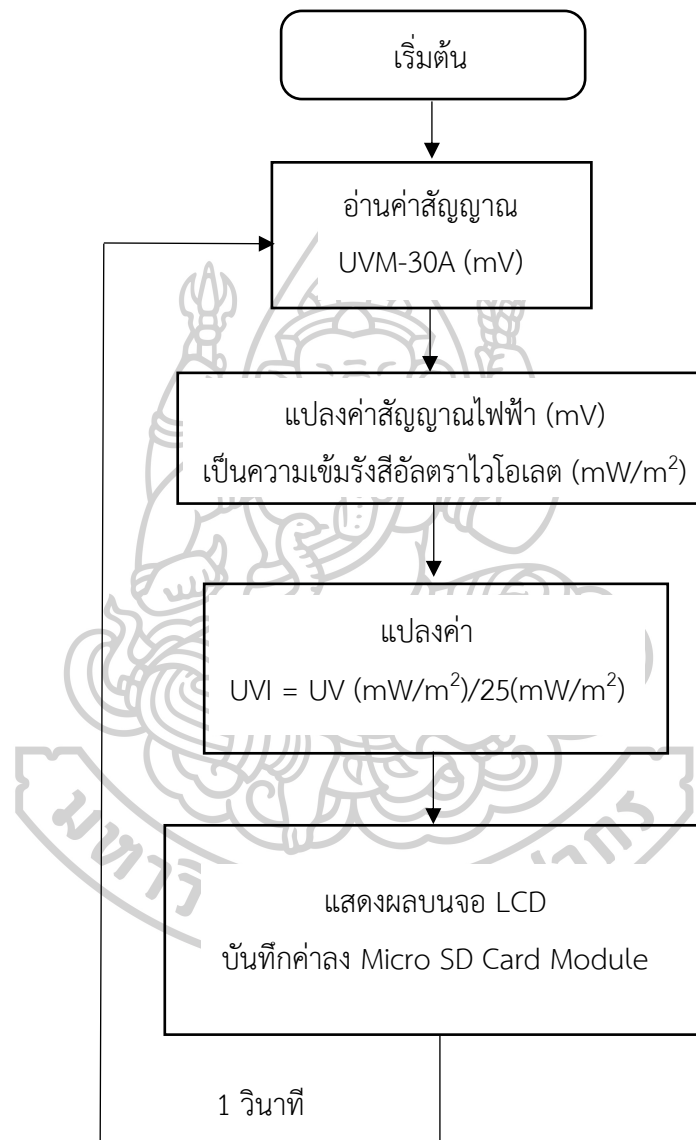 เริ่มต้น
อ่านค่าสัญญาณ
UVM-30A (mV)
แปลงค่าสัญญาณไฟฟ้า (mV)
เป็นความเข้มรังสีอัลตราไวโอเลต (mW/m²)
แปลงค่า
UVI = UV (mW/m²)/25(mW/m²)
แสดงผลบนจอ LCD
บันทึกค่าลง Micro SD Card Module
1 วินาที